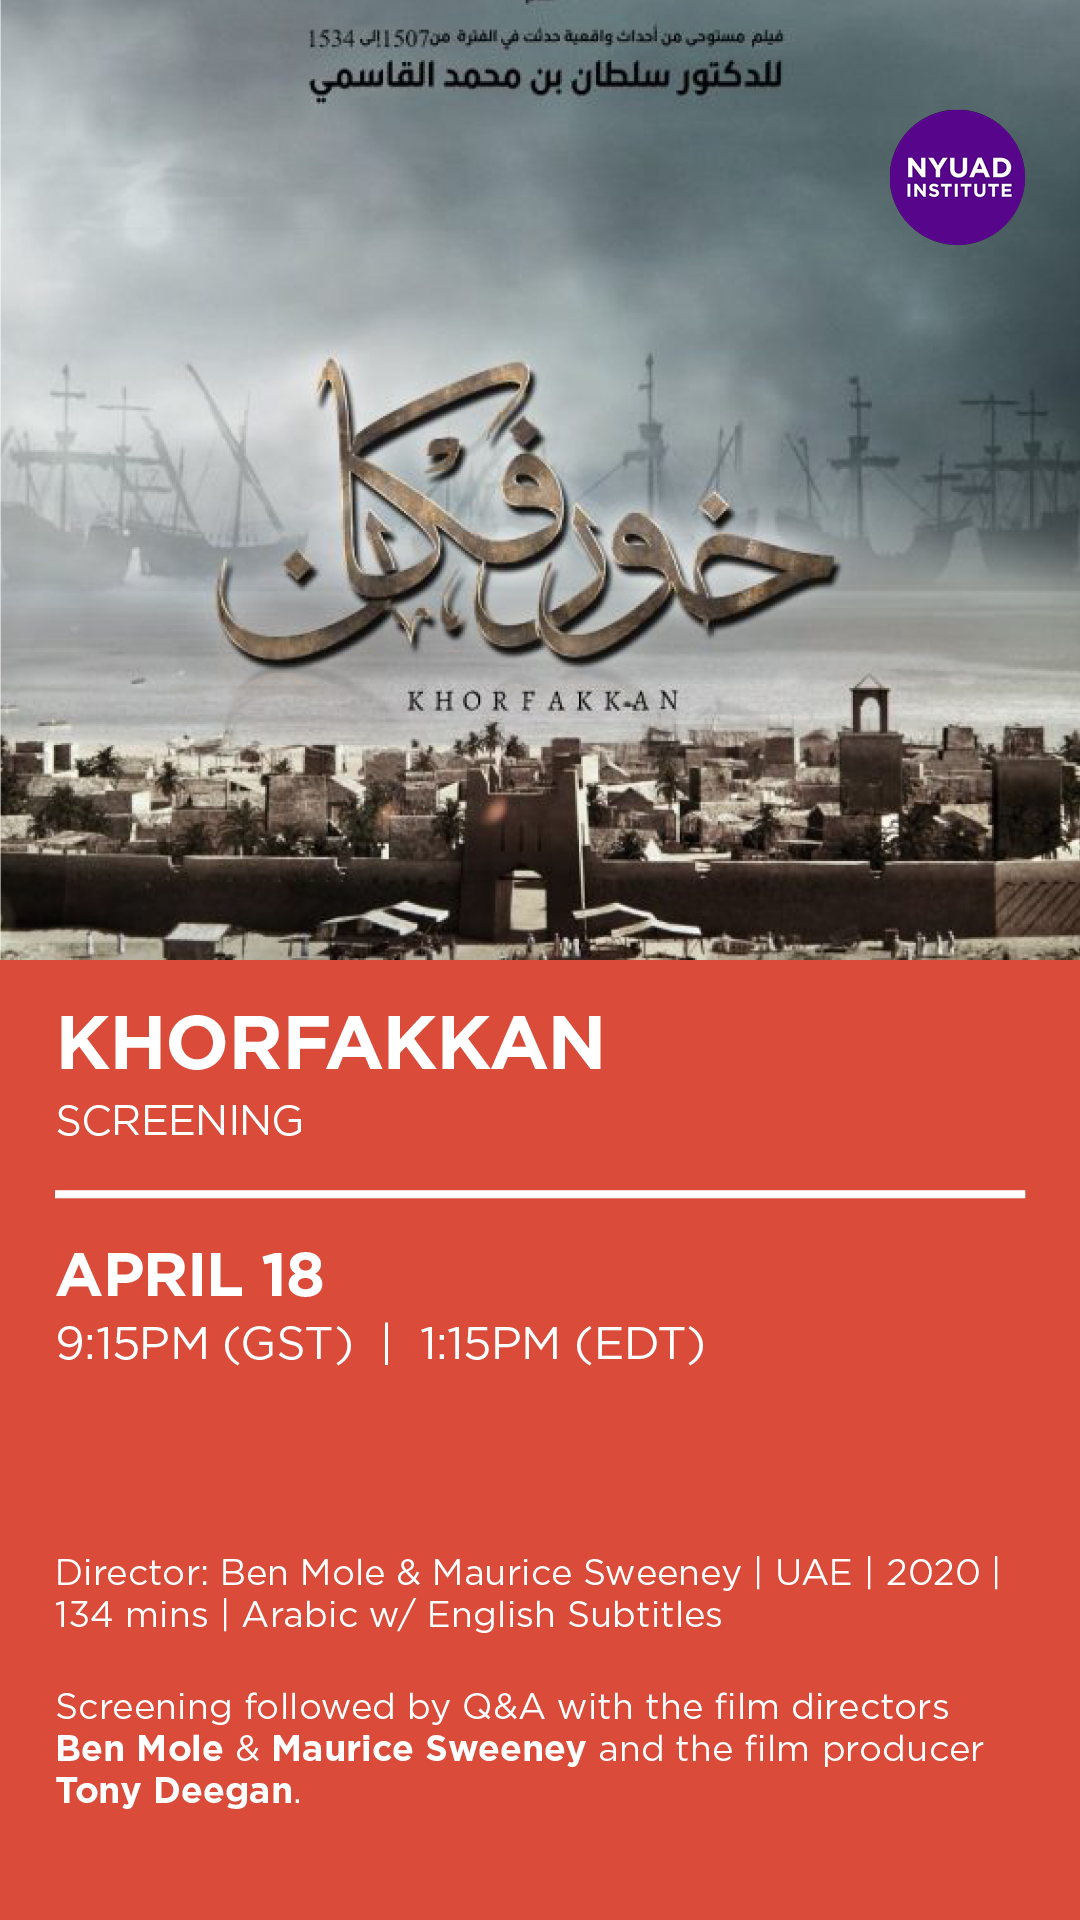 فيلم مستوحى من أحداث واقعية حدثت في الفترة من1507إلى 1534
للدكتور سلطان بن محمد القاسمي
NYUAD
INSTITUTE
خورفكان
KHORFAKKAN
KHORFAKKAN
SCREENING
APRIL 18
9:15PM (GST) | 1:15PM (EDT)
Director: Ben Mole & Maurice Sweeney | UAE | 2020 |
134 mins | Arabic w/ English Subtitles
Screening followed by Q&A with the film directors
Ben Mole & Maurice Sweeney and the film producer
Tony Deegan.